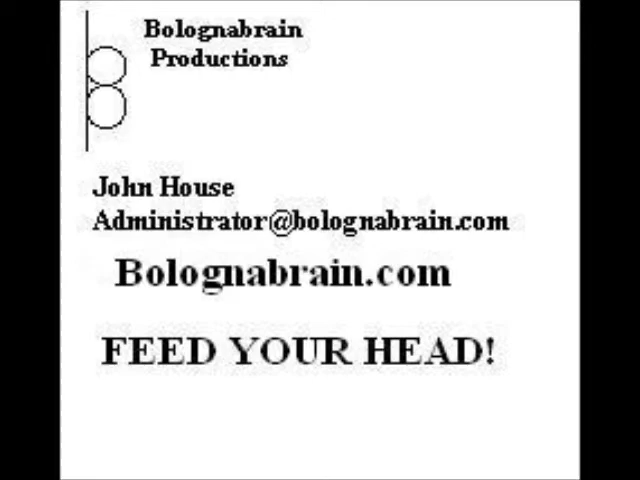 Bolognabrain
Productions
John House
Administrator@bolognabrain.com
Bolognabrain.com
FEED YOUR HEAD!